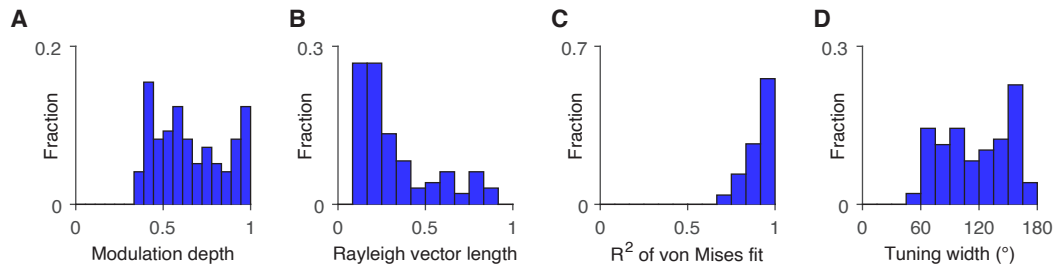 A
0.2
Fraction
0
0 0.5 1
Modulation depth
B
0.3
Fraction
0
0 0.5 1
Rayleigh vector length
C
0.7
Fraction
0
0 0.5 1
R² of von Mises fit
D
0.3
Fraction
0
0 60 120 180
Tuning width (°)